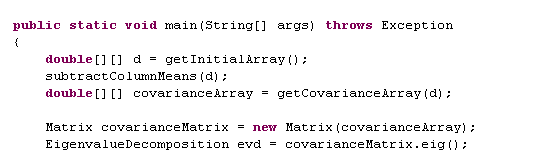 public static void main(String[] args) throws Exception
{
double[][] d = getInitialArray();
subtractColumnMeans(d);
double[][] covarianceArray = getCovarianceArray(d);
Matrix covarianceMatrix = new Matrix(covarianceArray);
EigenvalueDecomposition evd = covarianceMatrix.eig();